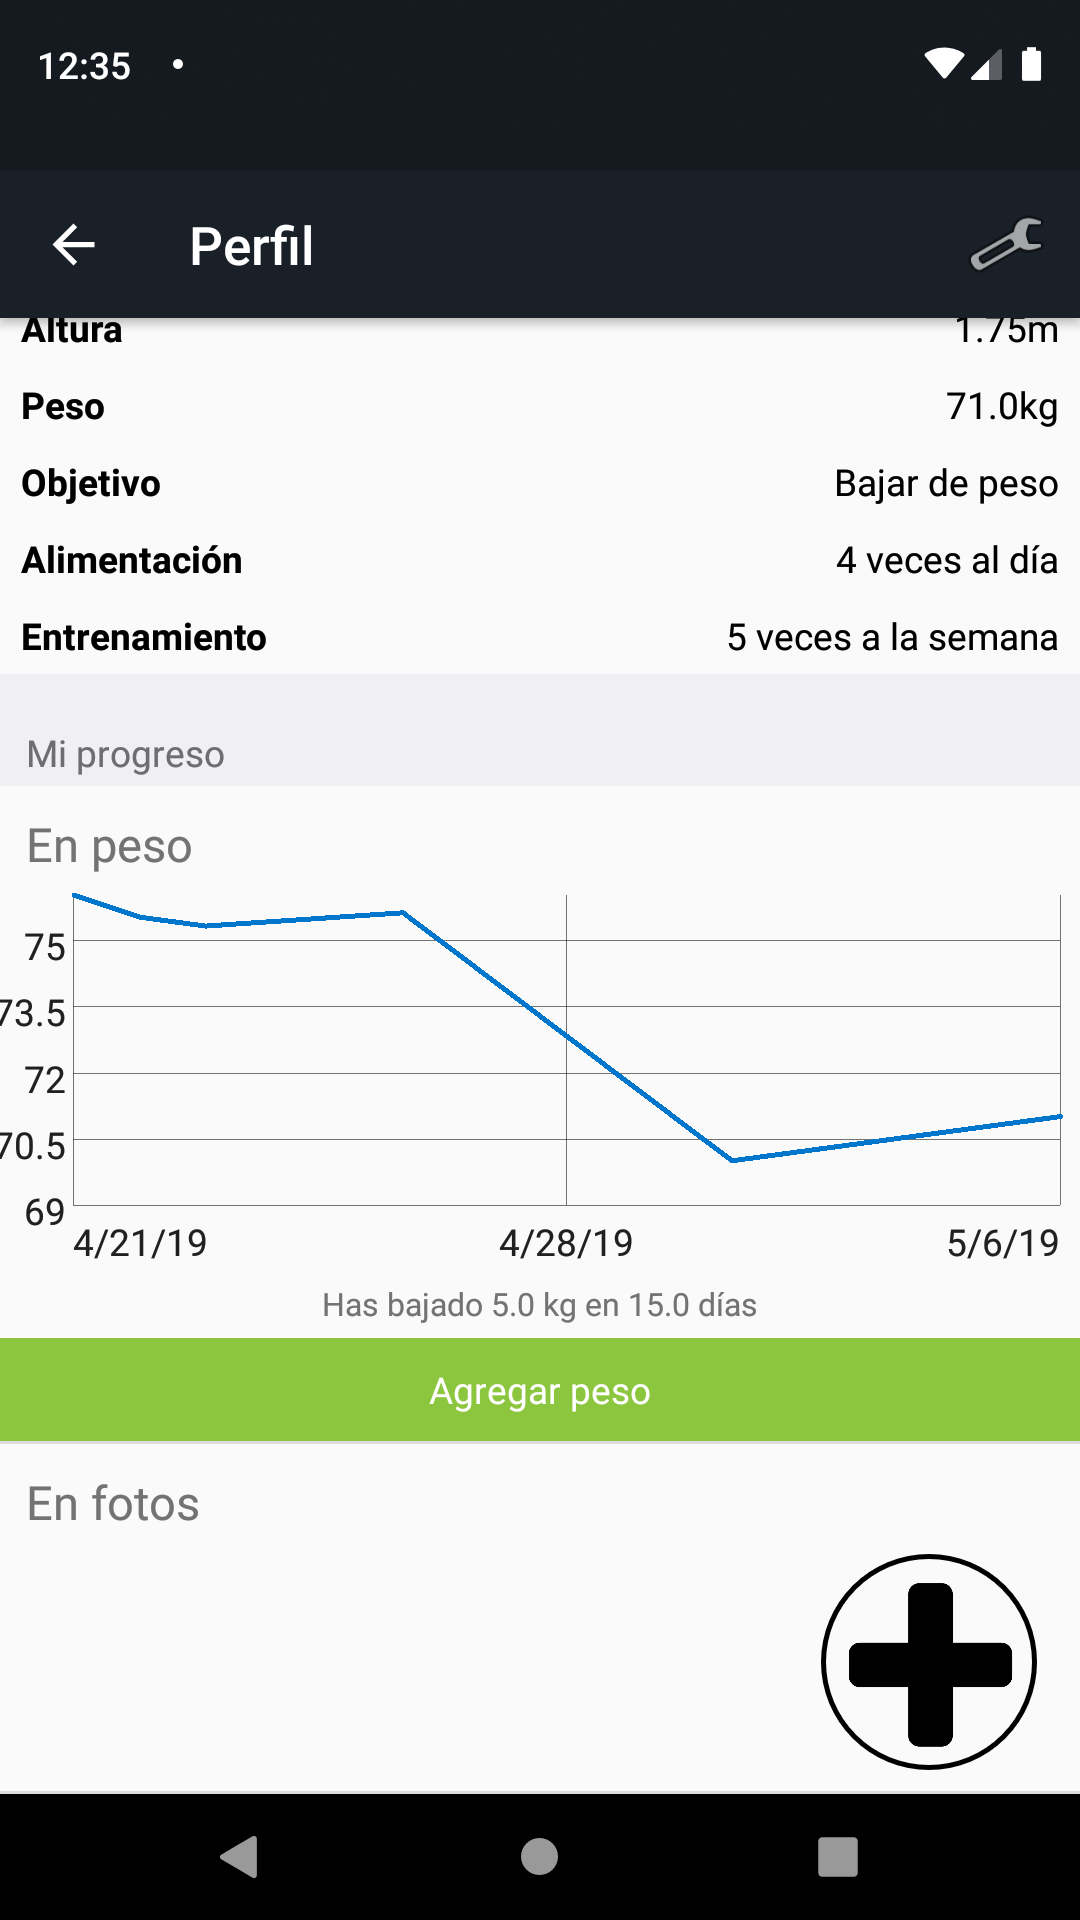 12:35
Perfil
Altura 1.75m
Peso 71.0kg
Objetivo Bajar de peso
Alimentación 4 veces al día
Entrenamiento 5 veces a la semana
Mi progreso
En peso
75
73.5
72
70.5
69
4/21/19 4/28/19 5/6/19
Has bajado 5.0 kg en 15.0 días
Agregar peso
En fotos